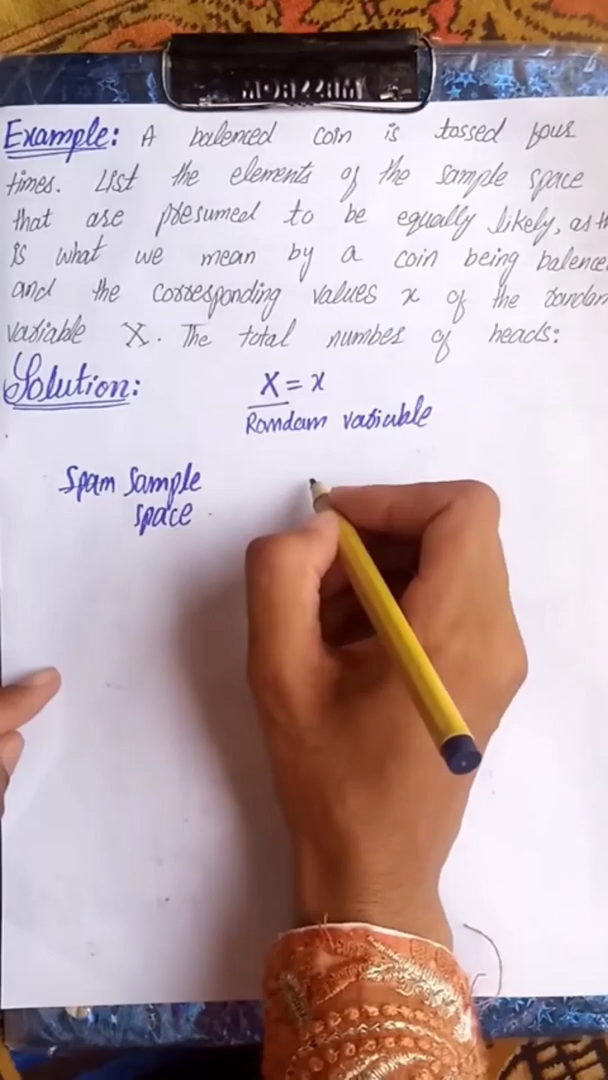 MOAZZAM
Example: A balenced coin is tossed four
times. List the elements of the sample space
that are presumed to be equally likely, as th
is what we mean by a coin being balence
and the corresponding values x of the random
variable X. The total number of heads:
Solution:
X = x
Random variable
Spam Sample
space